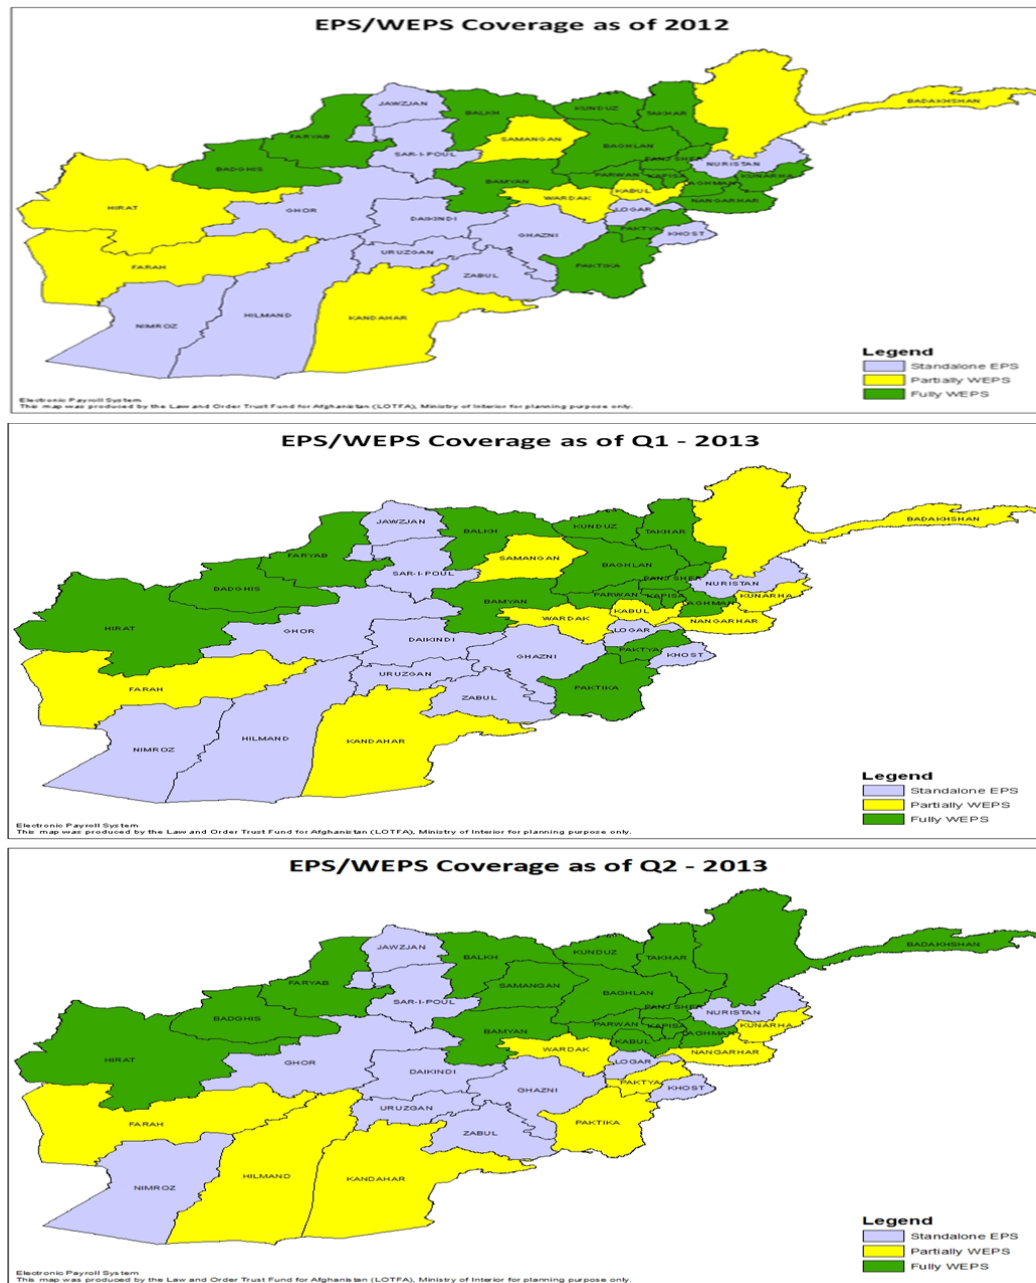 EPS/WEPS Coverage as of 2012
JAWZJAN
BALKH
KUNDUZ
TAKHAR
BADAKHSHAN
FARYAB
SAMANGAN
BAGHLAN
SAR-I-POUL
PANJ SHER
NURISTAN
BADGHIS
BAMYAN
PARWAN
KAPISA
LAGHMAN
KUNARHA
HIRAT
GHOR
WARDAK
KABUL
NANGARHAR
DAIKINDI
LOGAR
GHAZNI
PAKTYA
KHOST
URUZGAN
FARAH
ZABUL
PAKTIKA
NIMROZ
HILMAND
KANDAHAR
Legend
Standalone EPS
Partially WEPS
Fully WEPS
Electronic Payroll System
This map was produced by the Law and Order Trust Fund for Afghanistan (LOTFA), Ministry of Interior for planning purpose only.
EPS/WEPS Coverage as of Q1 - 2013
JAWZJAN
BALKH
KUNDUZ
TAKHAR
BADAKHSHAN
FARYAB
SAMANGAN
BAGHLAN
SAR-I-POUL
PANJ SHER
NURISTAN
BADGHIS
BAMYAN
PARWAN
KAPISA
LAGHMAN
KUNARHA
HIRAT
GHOR
WARDAK
KABUL
NANGARHAR
DAIKINDI
LOGAR
GHAZNI
PAKTYA
KHOST
URUZGAN
FARAH
ZABUL
PAKTIKA
NIMROZ
HILMAND
KANDAHAR
Legend
Standalone EPS
Partially WEPS
Fully WEPS
Electronic Payroll System
This map was produced by the Law and Order Trust Fund for Afghanistan (LOTFA), Ministry of Interior for planning purpose only.
EPS/WEPS Coverage as of Q2 - 2013
JAWZJAN
BALKH
KUNDUZ
TAKHAR
BADAKHSHAN
FARYAB
SAMANGAN
BAGHLAN
SAR-I-POUL
PANJ SHER
NURISTAN
BADGHIS
BAMYAN
PARWAN
KAPISA
LAGHMAN
KUNARHA
HIRAT
GHOR
WARDAK
KABUL
NANGARHAR
DAIKINDI
LOGAR
GHAZNI
PAKTYA
KHOST
URUZGAN
FARAH
ZABUL
PAKTIKA
NIMROZ
HILMAND
KANDAHAR
Legend
Standalone EPS
Partially WEPS
Fully WEPS
Electronic Payroll System
This map was produced by the Law and Order Trust Fund for Afghanistan (LOTFA), Ministry of Interior for planning purpose only.